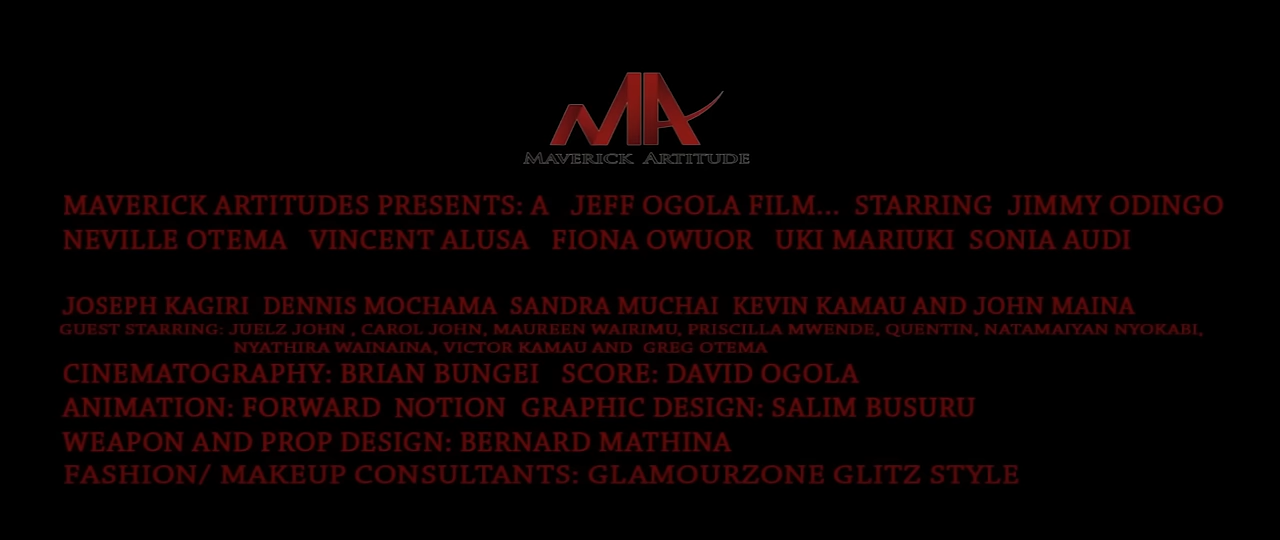 MA
MAVERICK ARTITUDE
MAVERICK ARTITUDES PRESENTS: A JEFF OGOLA FILM... STARRING JIMMY ODINGO
NEVILLE OTEMA VINCENT ALUSA FIONA OWUOR UKI MARIUKI SONIA AUDI
JOSEPH KAGIRI DENNIS MOCHAMA SANDRA MUCHAI KEVIN KAMAU AND JOHN MAINA
GUEST STARRING: JUELZ JOHN , CAROL JOHN, MAUREEN WAIRIMU, PRISCILLA MWENDE, QUENTIN, NATAMAIYAN NYOKABI,
NYATHIRA WAINAINA, VICTOR KAMAU AND GREG OTEMA
CINEMATOGRAPHY: BRIAN BUNGEI SCORE: DAVID OGOLA
ANIMATION: FORWARD NOTION GRAPHIC DESIGN: SALIM BUSURU
WEAPON AND PROP DESIGN: BERNARD MATHINA
FASHION/ MAKEUP CONSULTANTS: GLAMOURZONE GLITZ STYLE